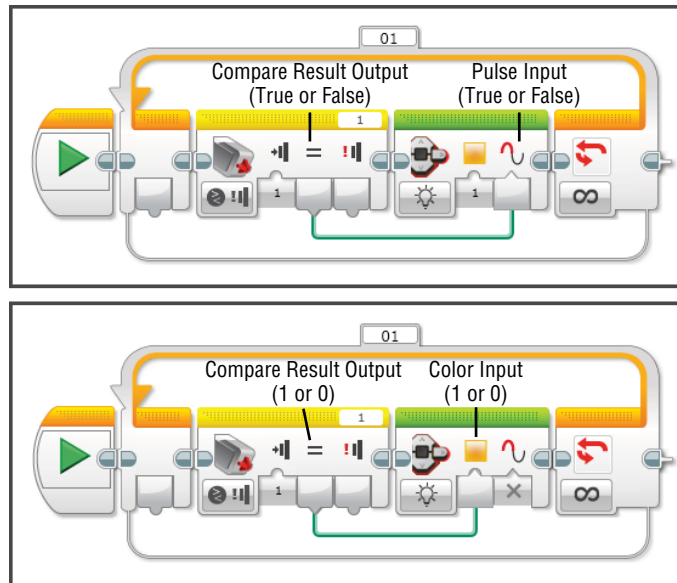 01
Compare Result Output
(True or False)
Pulse Input
(True or False)
1
1
1
01
Compare Result Output
(1 or 0)
Color Input
(1 or 0)
1
1